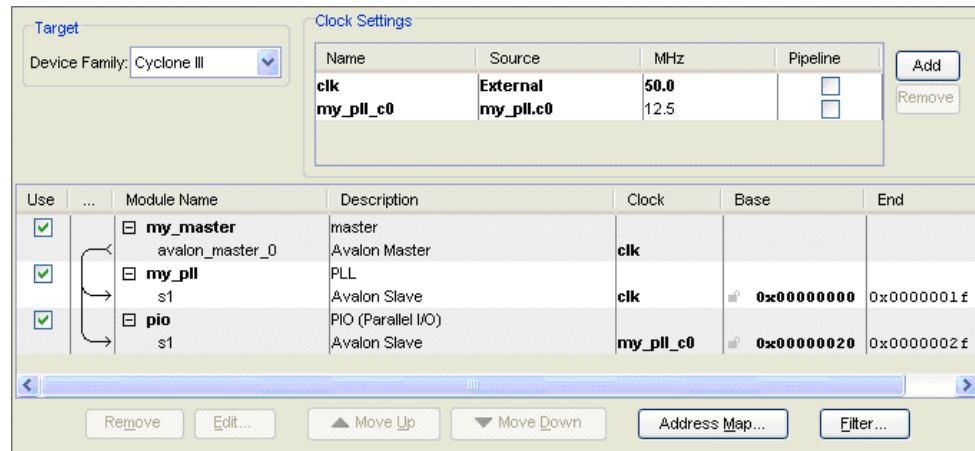 Target
Device Family: Cyclone III
Clock Settings
Name Source MHz Pipeline
clk External 50.0
my_pll_c0 my_pll.c0 12.5
Add
Remove
Use ... Module Name Description Clock Base End
my_master master
avalon_master_0 Avalon Master clk
my_pll PLL
s1 Avalon Slave clk 0x00000000 0x0000001f
pio PIO (Parallel I/O)
s1 Avalon Slave my_pll_c0 0x00000020 0x0000002f
Remove Edit... Move Up Move Down Address Map... Filter...